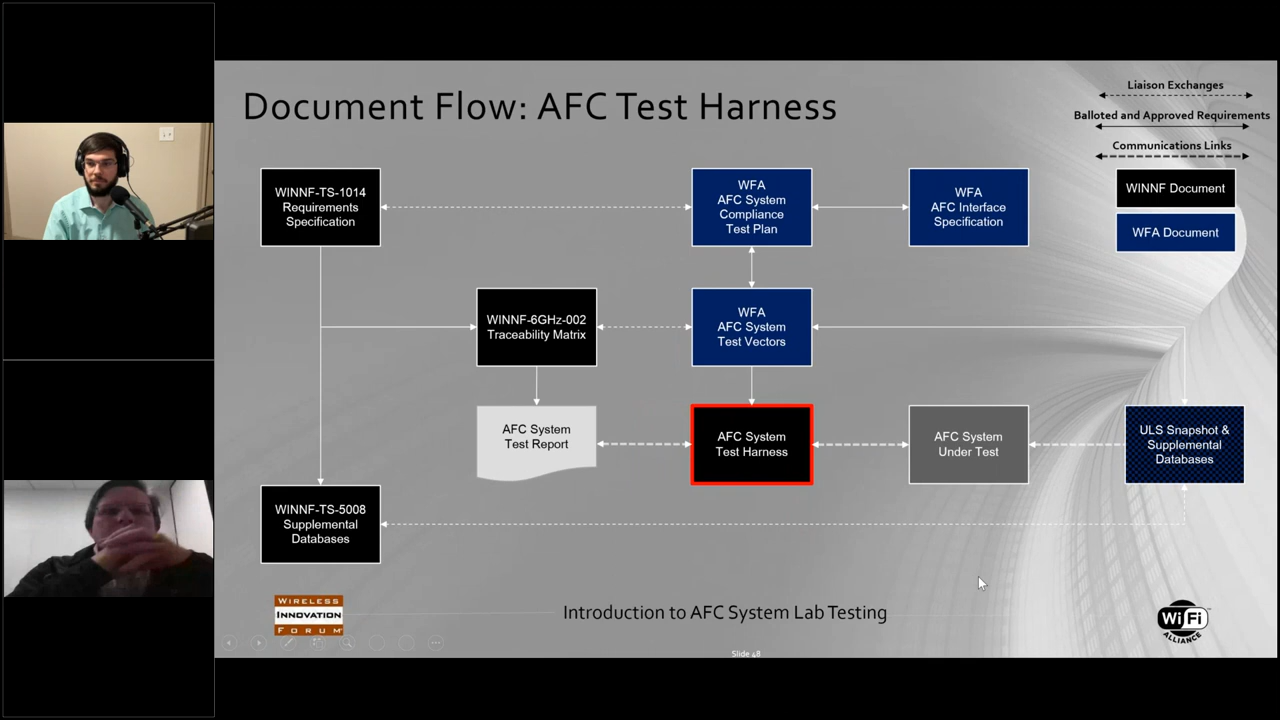 Document Flow: AFC Test Harness
Liaison Exchanges
Balloted and Approved Requirements
Communications Links
WINNF Document
WFA Document
WINNF-TS-1014
Requirements
Specification
WFA
AFC System
Compliance
Test Plan
WFA
AFC Interface
Specification
WINNF-6GHz-002
Traceability Matrix
WFA
AFC System
Test Vectors
AFC System
Test Report
AFC System
Test Harness
AFC System
Under Test
ULS Snapshot &
Supplemental
Databases
WINNF-TS-5008
Supplemental
Databases
WIRELESS
INNOVATION
FORUM
Introduction to AFC System Lab Testing
Wi Fi
ALLIANCE
Slide 48